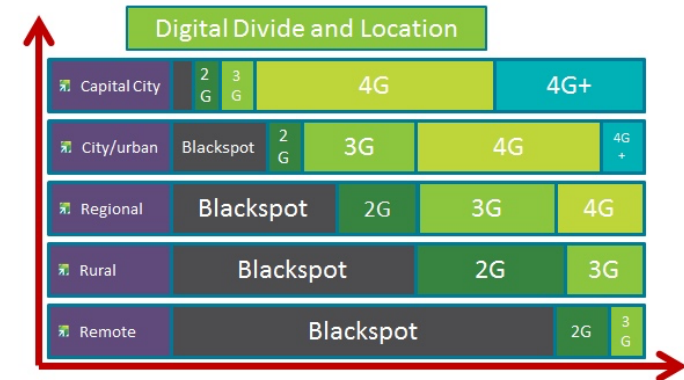 Digital Divide and Location
Capital City
2
G
3
G
4G
4G+
City/urban
Blackspot
2
G
3G
4G
4G
+
Regional
Blackspot
2G
3G
4G
Rural
Blackspot
2G
3G
Remote
Blackspot
2G
3
G